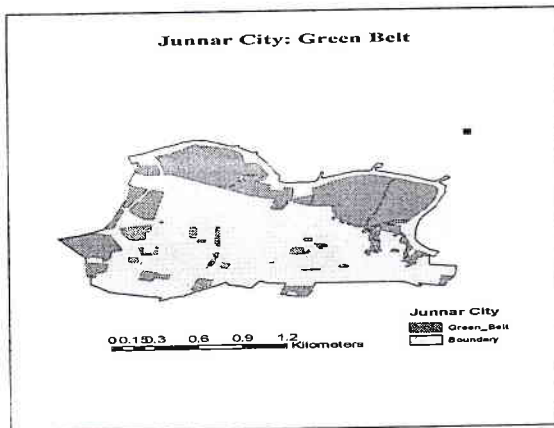 Junnar City: Green Belt
Junnar City
Green_Belt
Boundary
0 0.15 0.3 0.6 0.9 1.2
Kilometers